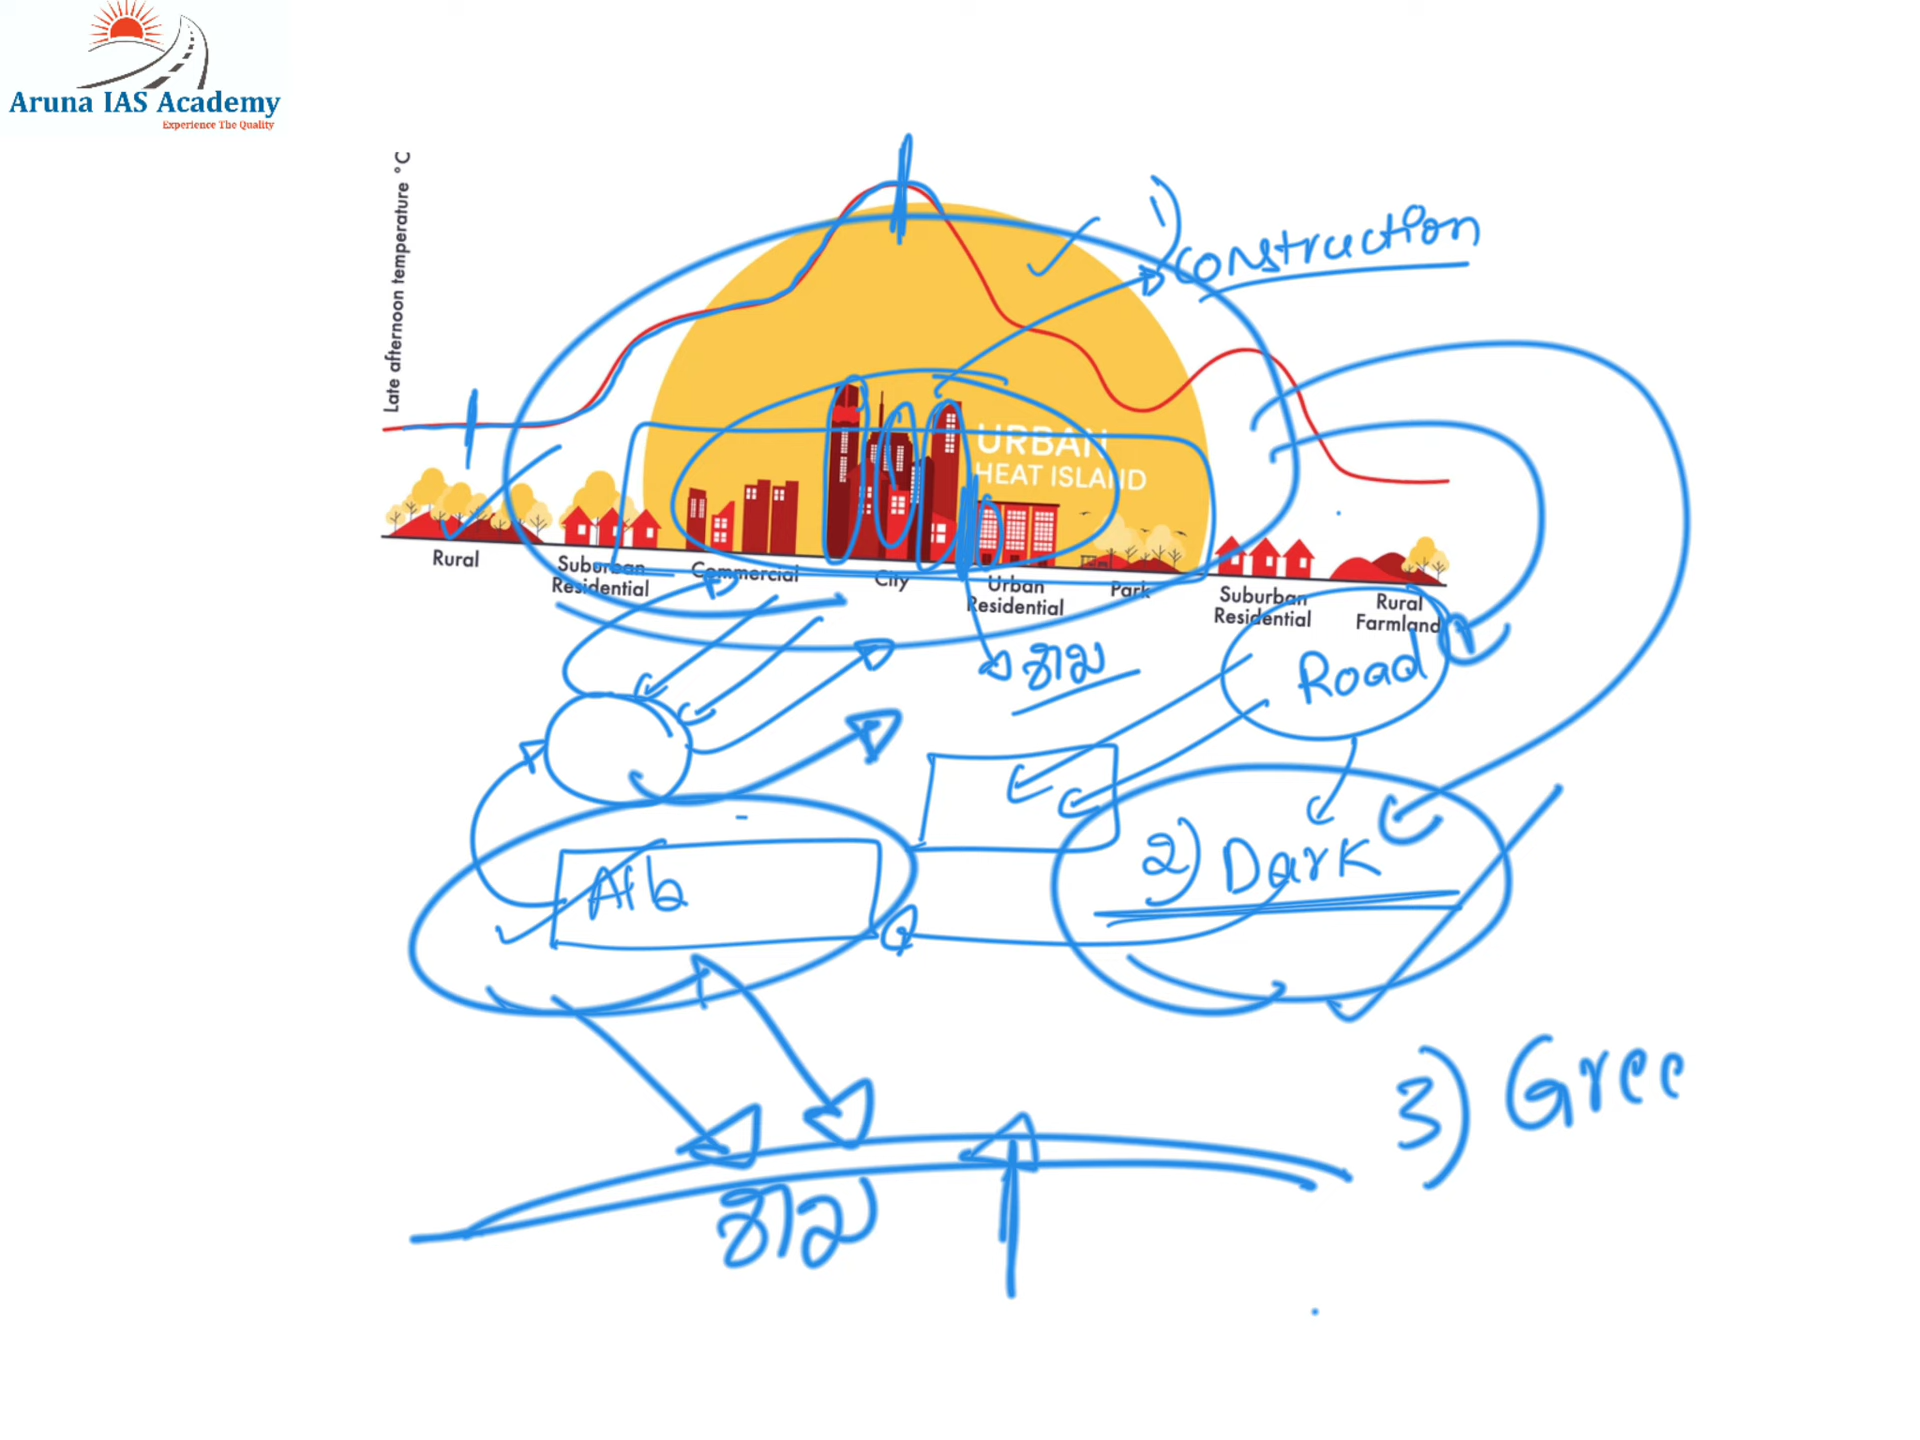 Aruna IAS Academy
Experience The Quality
Late afternoon temperature °C
1)
Construction
URBAN
HEAT ISLAND
Rural
Suburban
Residential
Commercial
City
Urban
Residential
Park
Suburban
Residential
Rural
Farmland
Road
2) Dark
3) Gree